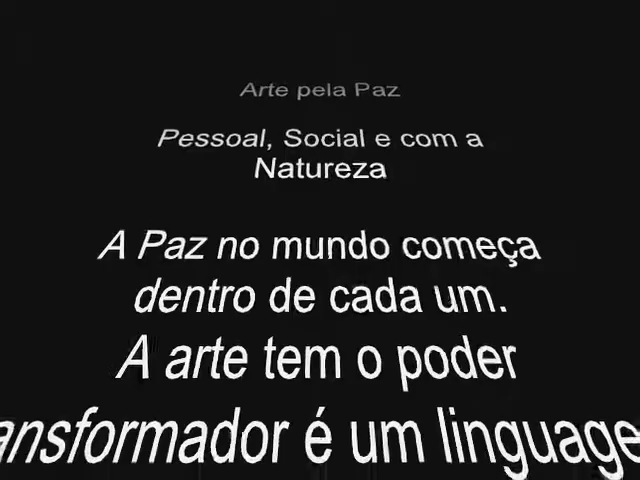 Arte pela Paz
Pessoal, Social e com a
Natureza
A Paz no mundo começa
dentro de cada um.
A arte tem o poder
ansformador é um linguage